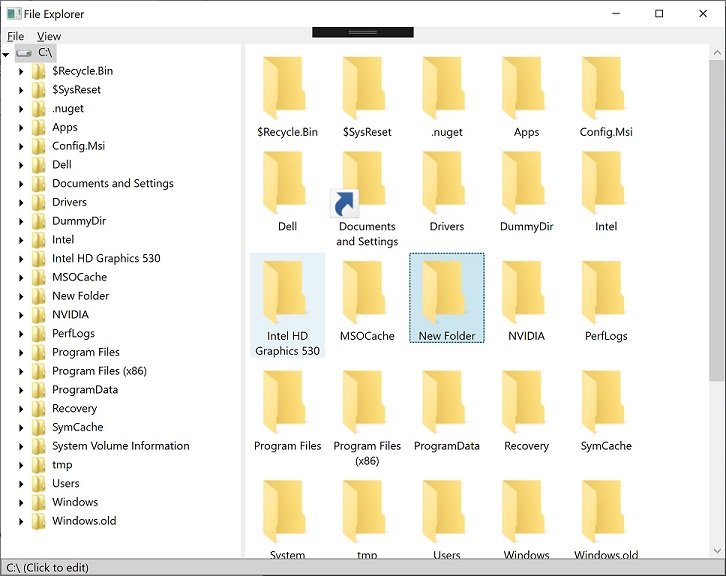 File Explorer
File View
C:\
$Recycle.Bin
$SysReset
.nuget
Apps
Config.Msi
Dell
Documents and Settings
Drivers
DummyDir
Intel
Intel HD Graphics 530
MSOCache
New Folder
NVIDIA
PerfLogs
Program Files
Program Files (x86)
ProgramData
Recovery
SymCache
System Volume Information
tmp
Users
Windows
Windows.old
$Recycle.Bin $SysReset .nuget Apps Config.Msi
Dell Documents Drivers DummyDir Intel
and Settings
Intel HD MSOCache New Folder NVIDIA PerfLogs
Graphics 530
Program Files Program Files ProgramData Recovery SymCache
(x86)
System tmp Users Windows Windows.old
C:\ (Click to edit)